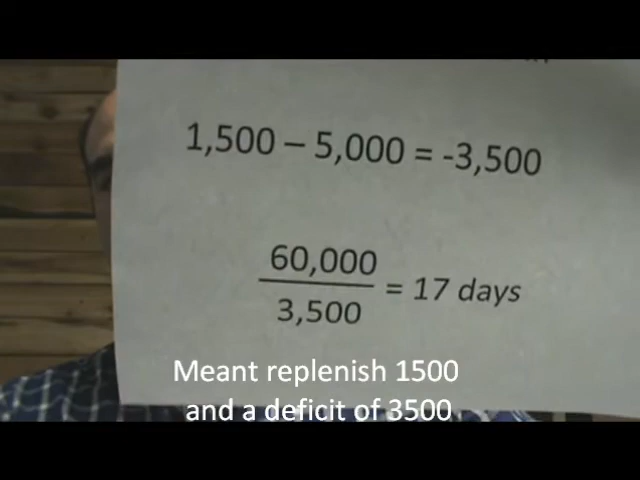 1,500 – 5,000 = -3,500
60,000
3,500
= 17 days
Meant replenish 1500
and a deficit of 3500